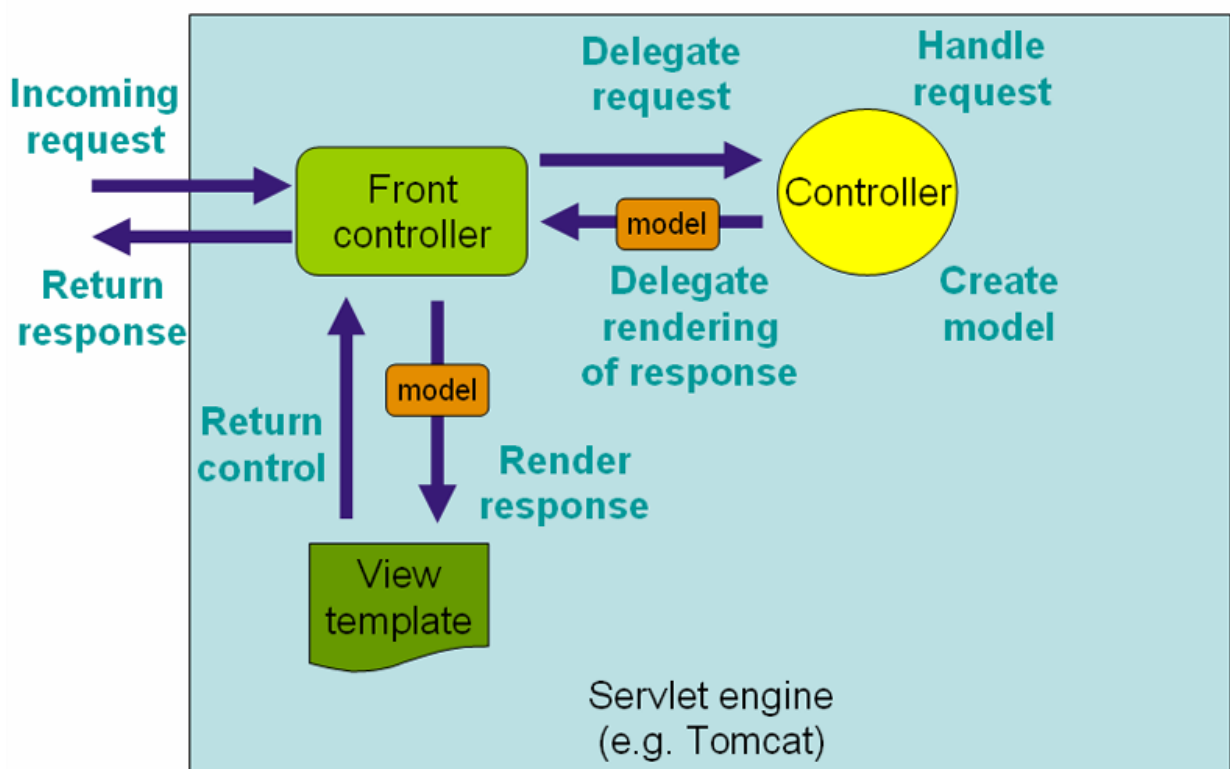 Incoming
request
Return
response
Front
controller
Delegate
request
Handle
request
Controller
model
Delegate
rendering
of response
Create
model
model
Return
control
Render
response
View
template
Servlet engine
(e.g. Tomcat)